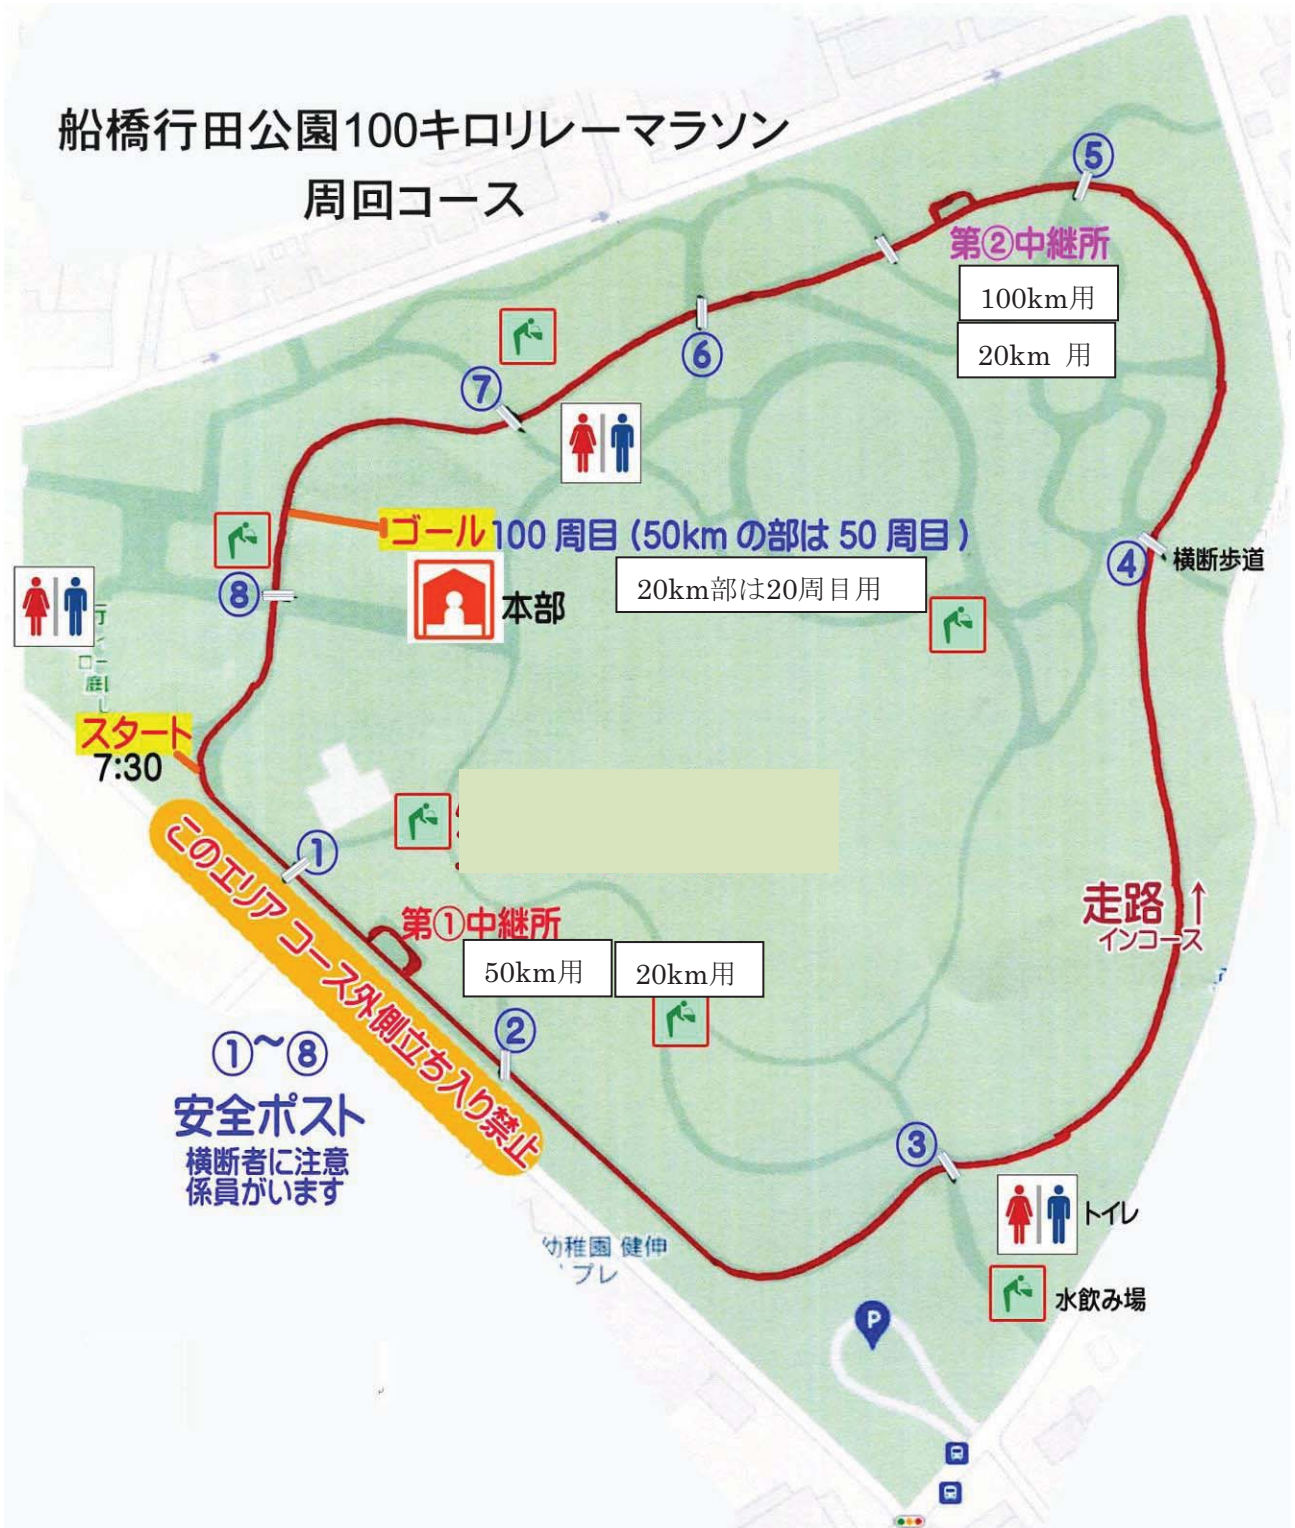 船橋行田公園100キロリレーマラソン
周回コース
⑤
第②中継所
100km用
20km 用
⑥
⑦
ゴール 100 周目 (50km の部は 50 周目)
20km部は20周目用
④ 横断歩道
⑧
本部
スタート
7:30
①
このエリア コース外側立ち入り禁止
第①中継所
50km用
20km用
走路↑
インコース
②
①~⑧
安全ポスト
横断者に注意
係員がいます
③
トイレ
幼稚園 健伸
プレ
水飲み場
P